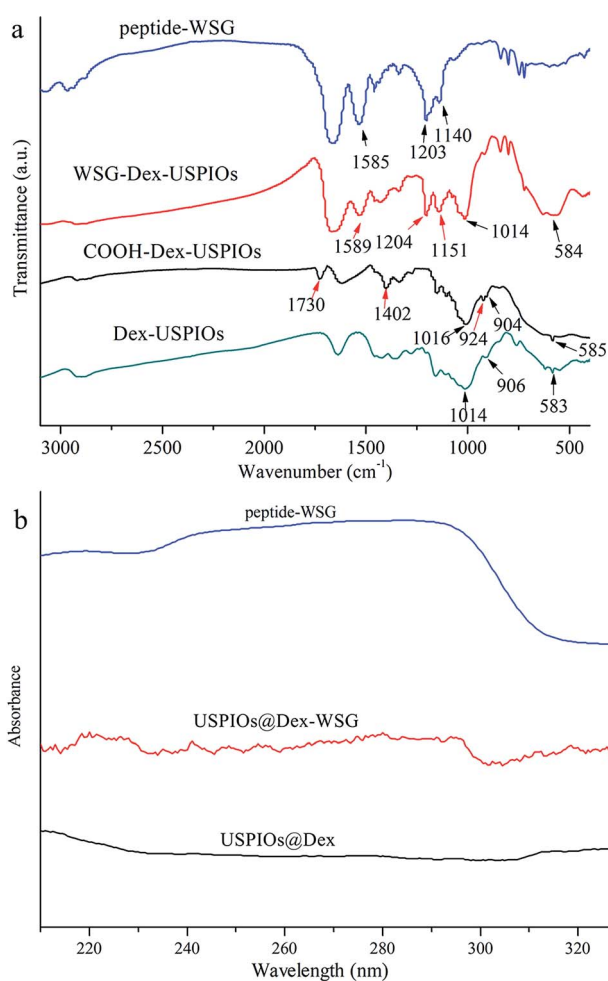 a
peptide-WSG
1585
1203
1140
WSG-Dex-USPIOs
1589
1204
1151
1014
584
COOH-Dex-USPIOs
1730
1402
1016
924
904
585
Dex-USPIOs
1014
906
583
Transmittance (a.u.)
3000 2500 2000 1500 1000 500
Wavenumber (cm⁻¹)
b
peptide-WSG
USPIOs@Dex-WSG
USPIOs@Dex
Absorbance
220 240 260 280 300 320
Wavelength (nm)